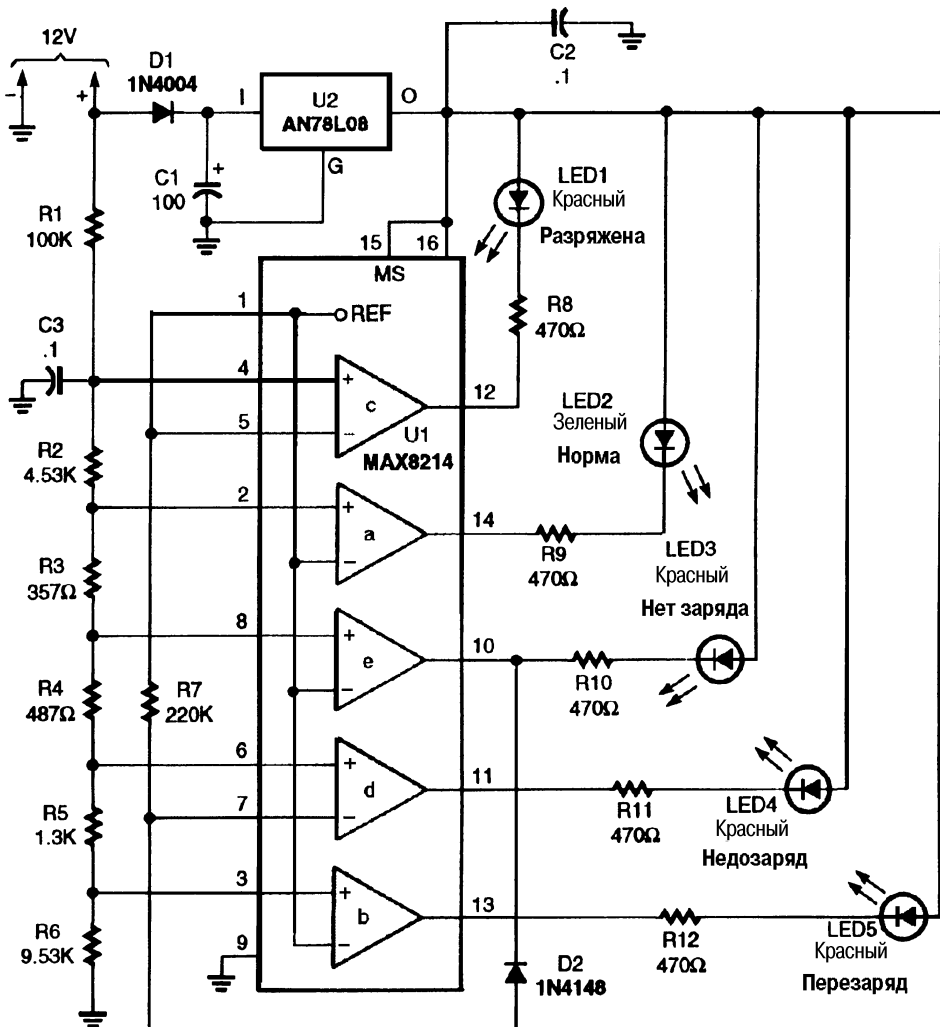 12V
-
+
D1
1N4004
I
U2
AN78L08
O
G
C1
100
+
C2
.1
R1
100K
LED1
Красный
Разряжена
15
16
MS
1
REF
R8
470Ω
C3
.1
4
+
c
12
5
-
U1
MAX8214
LED2
Зеленый
Норма
R2
4.53K
2
+
a
14
-
R9
470Ω
LED3
Красный
Нет заряда
R3
357Ω
8
+
e
10
-
R10
470Ω
R4
487Ω
R7
220K
6
+
d
11
7
-
R11
470Ω
LED4
Красный
Недозаряд
R5
1.3K
3
+
b
13
-
R12
470Ω
LED5
Красный
Перезаряд
R6
9.53K
9
D2
1N4148